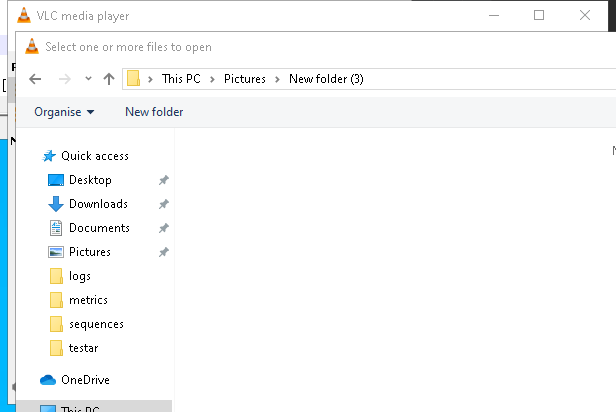 VLC media player
Select one or more files to open
This PC > Pictures > New folder (3)
Organise New folder
Quick access
Desktop
Downloads
Documents
Pictures
logs
metrics
sequences
testar
OneDrive
This PC